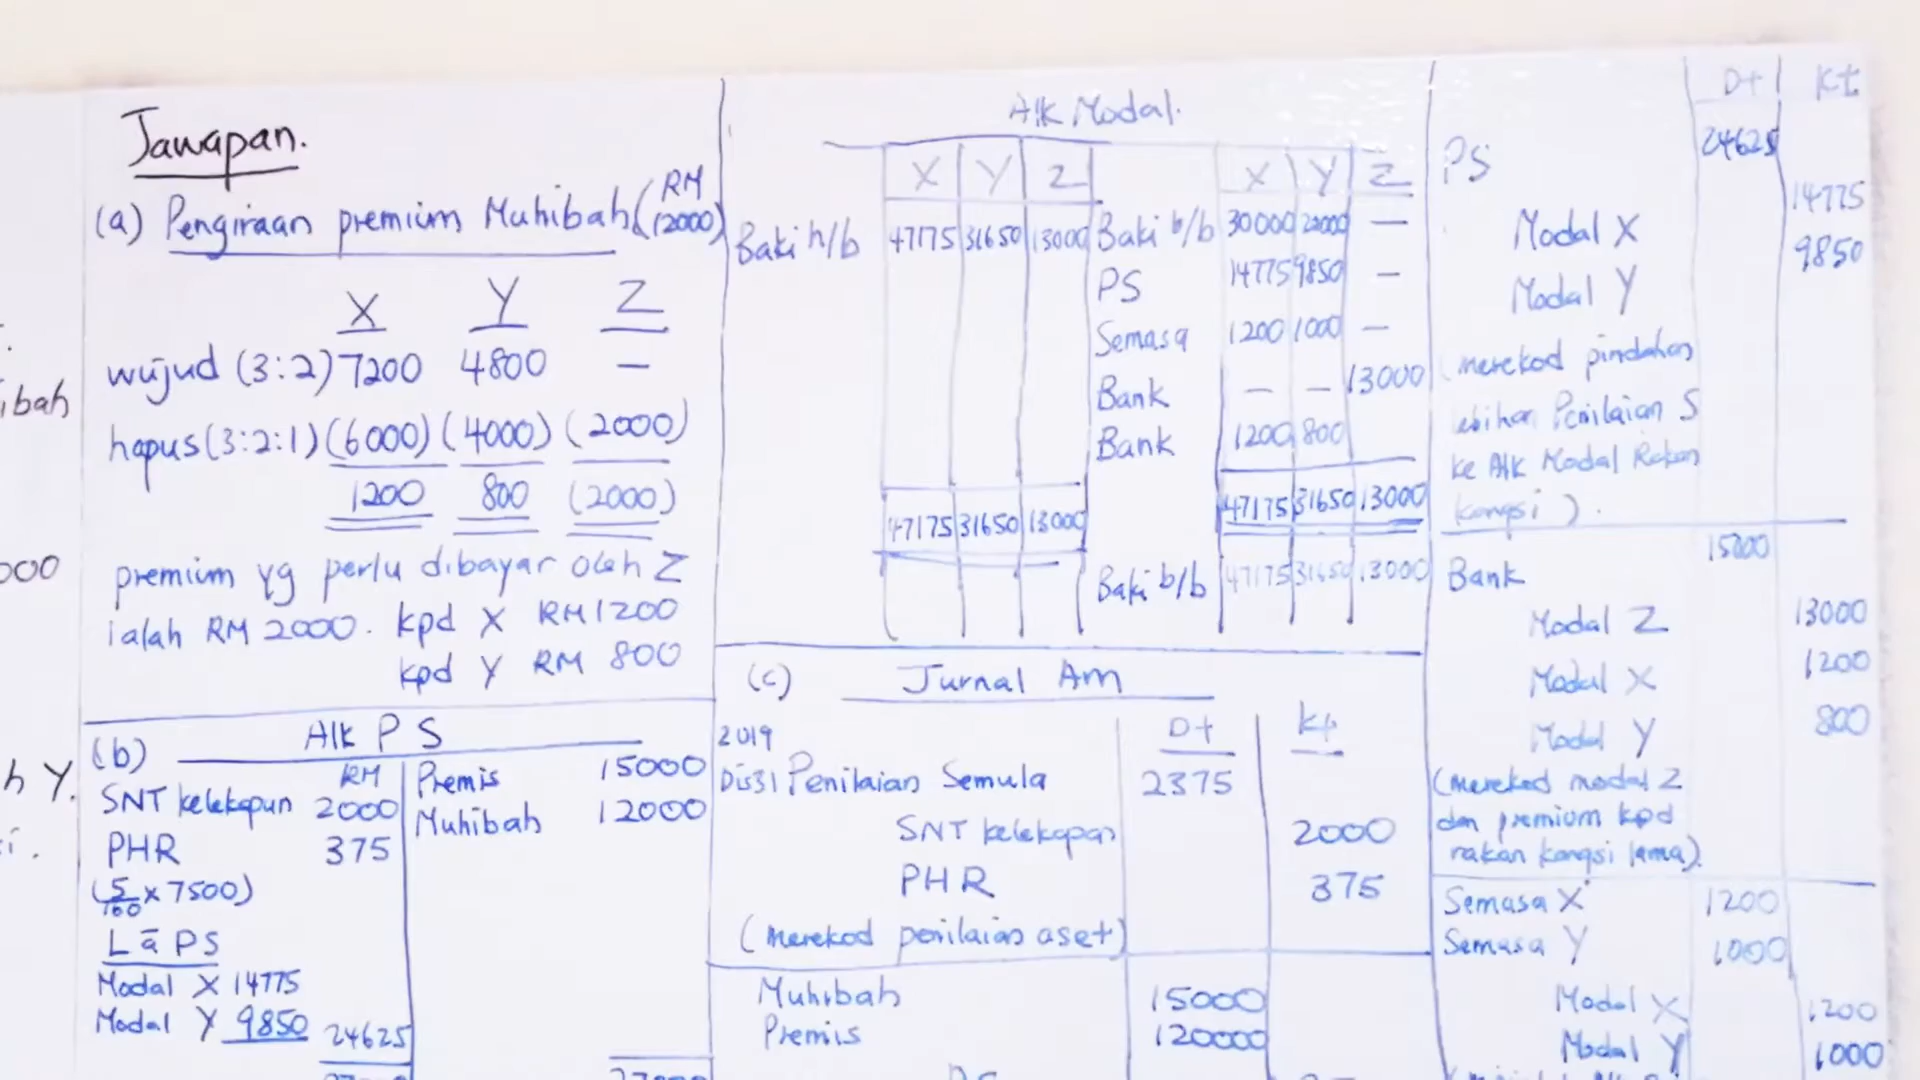 Jawapan.
(a) Pengiraan premium Muhibah (RM 12000)
X Y Z
wujud (3:2) 7200 4800 —
hapus (3:2:1) (6000) (4000) (2000)
1200 800 (2000)
premium yg perlu dibayar oleh Z
ialah RM 2000. kpd X RM 1200
kpd Y RM 800
ibah
000
h Y.
(b) Alk P S
RM
SNT kelekapan 2000 Premis 15000
PHR 375 Muhibah 12000
(5/100 x 7500)
L a PS
Modal X 14775
Modal Y 9850 24625
Alk Modal.
X Y Z X Y Z
Baki h/b 47175 31650 13000 Baki b/b 30000 22000 —
PS 14775 9850 —
Semasa 1200 1000 —
Bank — — 13000
Bank 1200 800
47175 31650 13000 47175 31650 13000
Baki b/b 47175 31650 13000
(c) Jurnal Am
2019 Dt Kt
Dis31 Penilaian Semula 2375
SNT kelekapan 2000
PHR 375
(merekod penilaian aset)
Muhibah 15000
Premis 120000
Dt Kt
PS 24625
Modal X 14775
Modal Y 9850
(merekod pindahan
lebihan Penilaian S
ke Alk Modal Rakan
kongsi).
Bank 15000
Modal Z 13000
Modal X 1200
Modal Y 800
(merekod modal Z
dan premium kpd
rakan kongsi lama).
Semasa X 1200
Semasa Y 1000
Modal X 1200
Modal Y 1000